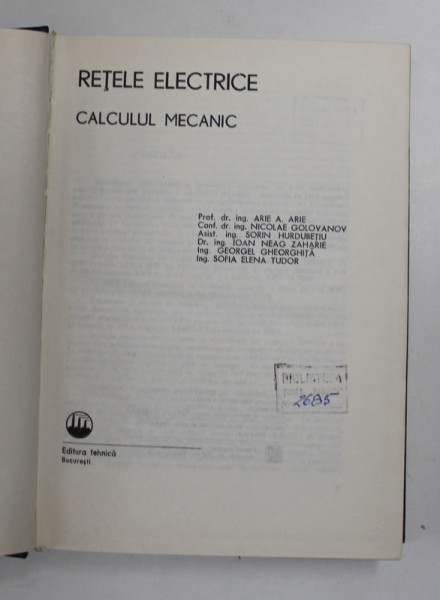 REȚELE ELECTRICE
CALCULUL MECANIC
Prof. dr. ing. ARIE A. ARIE
Conf. dr. ing. NICOLAE GOLOVANOV
Asist. ing. SORIN HURDUBEȚIU
Dr. ing. IOAN NEAG ZAHARIE
Ing. GEORGEL GHEORGHIȚĂ
Ing. SOFIA ELENA TUDOR
BIBLIOTECA
2685
Editura tehnică
București